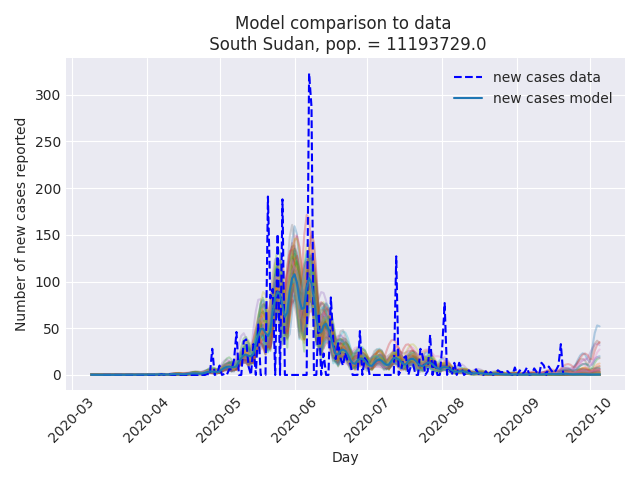 Model comparison to data
South Sudan, pop. = 11193729.0
new cases data
new cases model
Number of new cases reported
300
250
200
150
100
50
0
2020-03
2020-04
2020-05
2020-06
2020-07
2020-08
2020-09
2020-10
Day